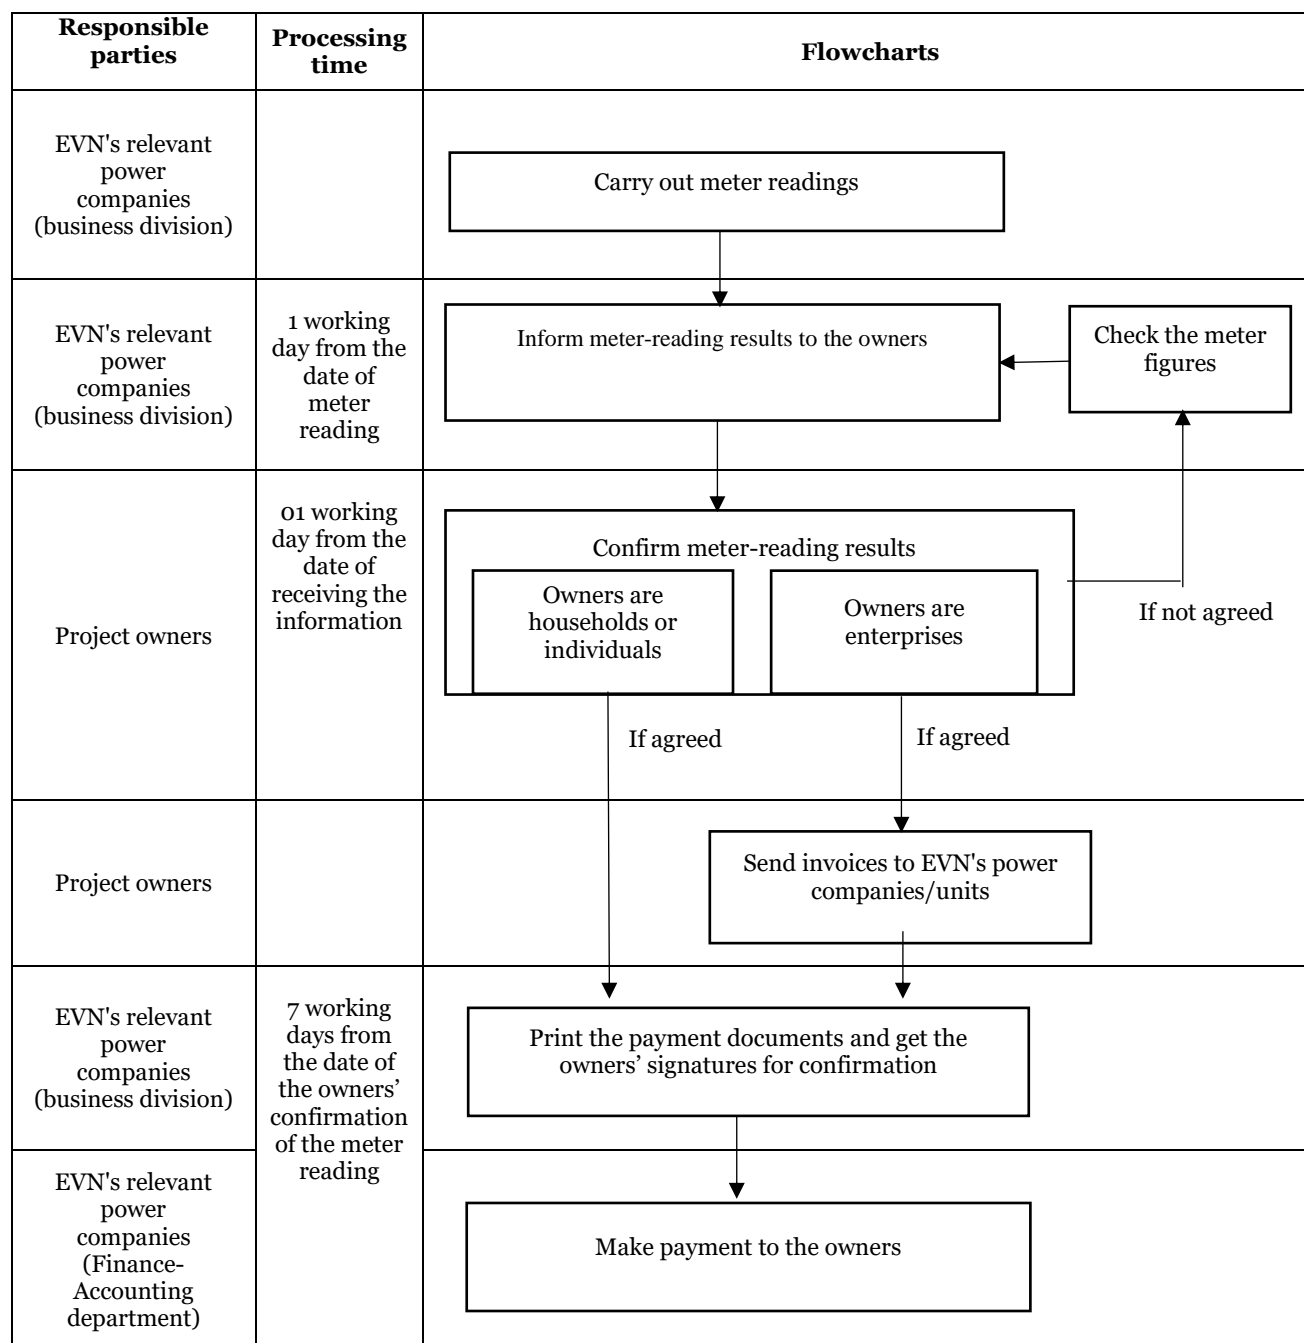 Responsible
parties
Processing
time
Flowcharts
EVN's relevant
power
companies
(business division)
Carry out meter readings
EVN's relevant
power
companies
(business division)
1 working
day from the
date of
meter
reading
Inform meter-reading results to the owners
Check the meter
figures
Project owners
01 working
day from the
date of
receiving the
information
Confirm meter-reading results
Owners are
households or
individuals
Owners are
enterprises
If not agreed
If agreed
If agreed
Project owners
Send invoices to EVN's power
companies/units
EVN's relevant
power
companies
(business division)
7 working
days from
the date of
the owners’
confirmation
of the meter
reading
Print the payment documents and get the
owners’ signatures for confirmation
EVN's relevant
power
companies
(Finance-
Accounting
department)
Make payment to the owners